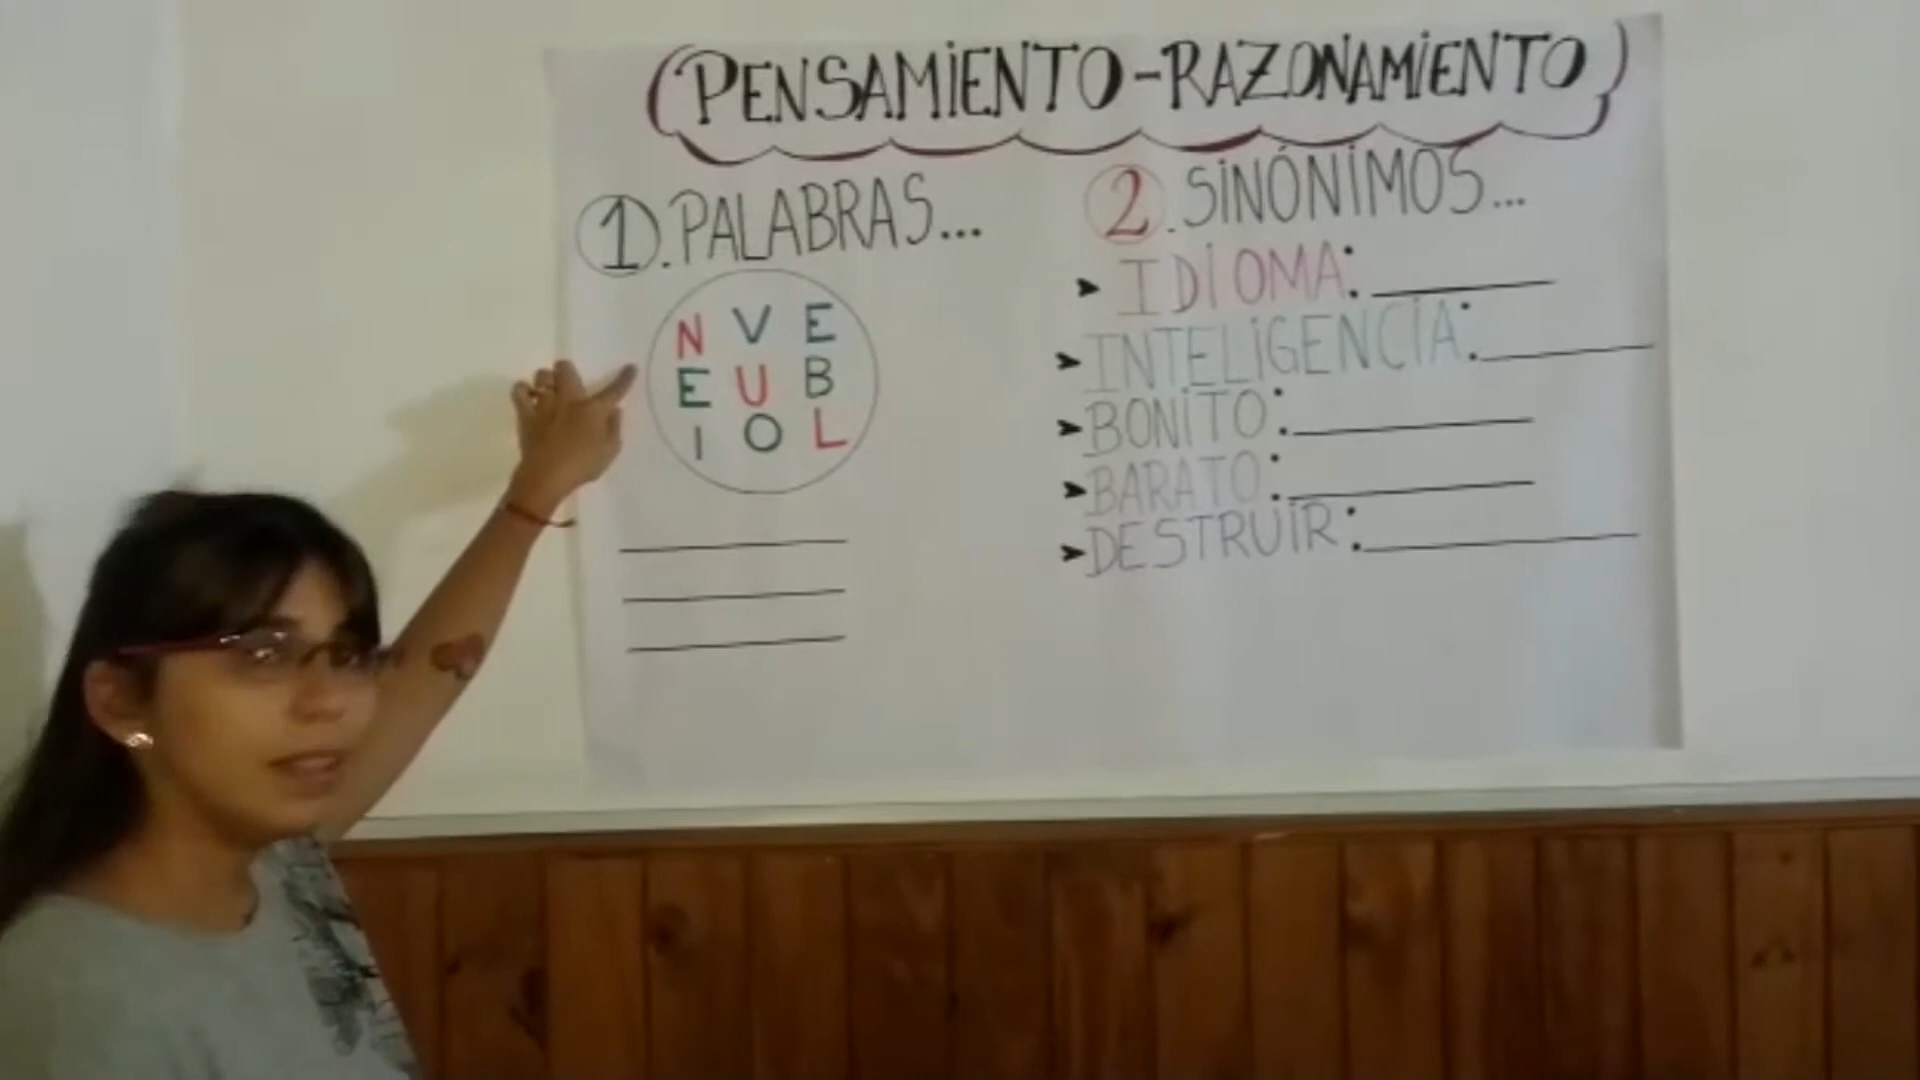 PENSAMIENTO-RAZONAMIENTO
1. PALABRAS...
N V E
E U B
I O L
2. SINÓNIMOS...
IDIOMA:
INTELIGENCIA:
BONITO:
BARATO:
DESTRUIR: